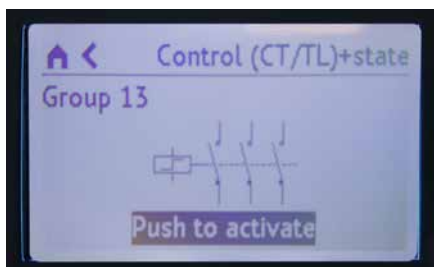 Control (CT/TL)+state
Group 13
Push to activate